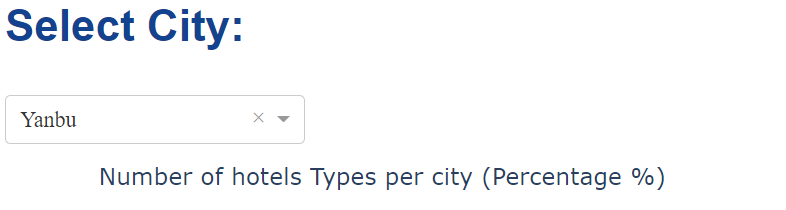 Select City:
Yanbu
Number of hotels Types per city (Percentage %)